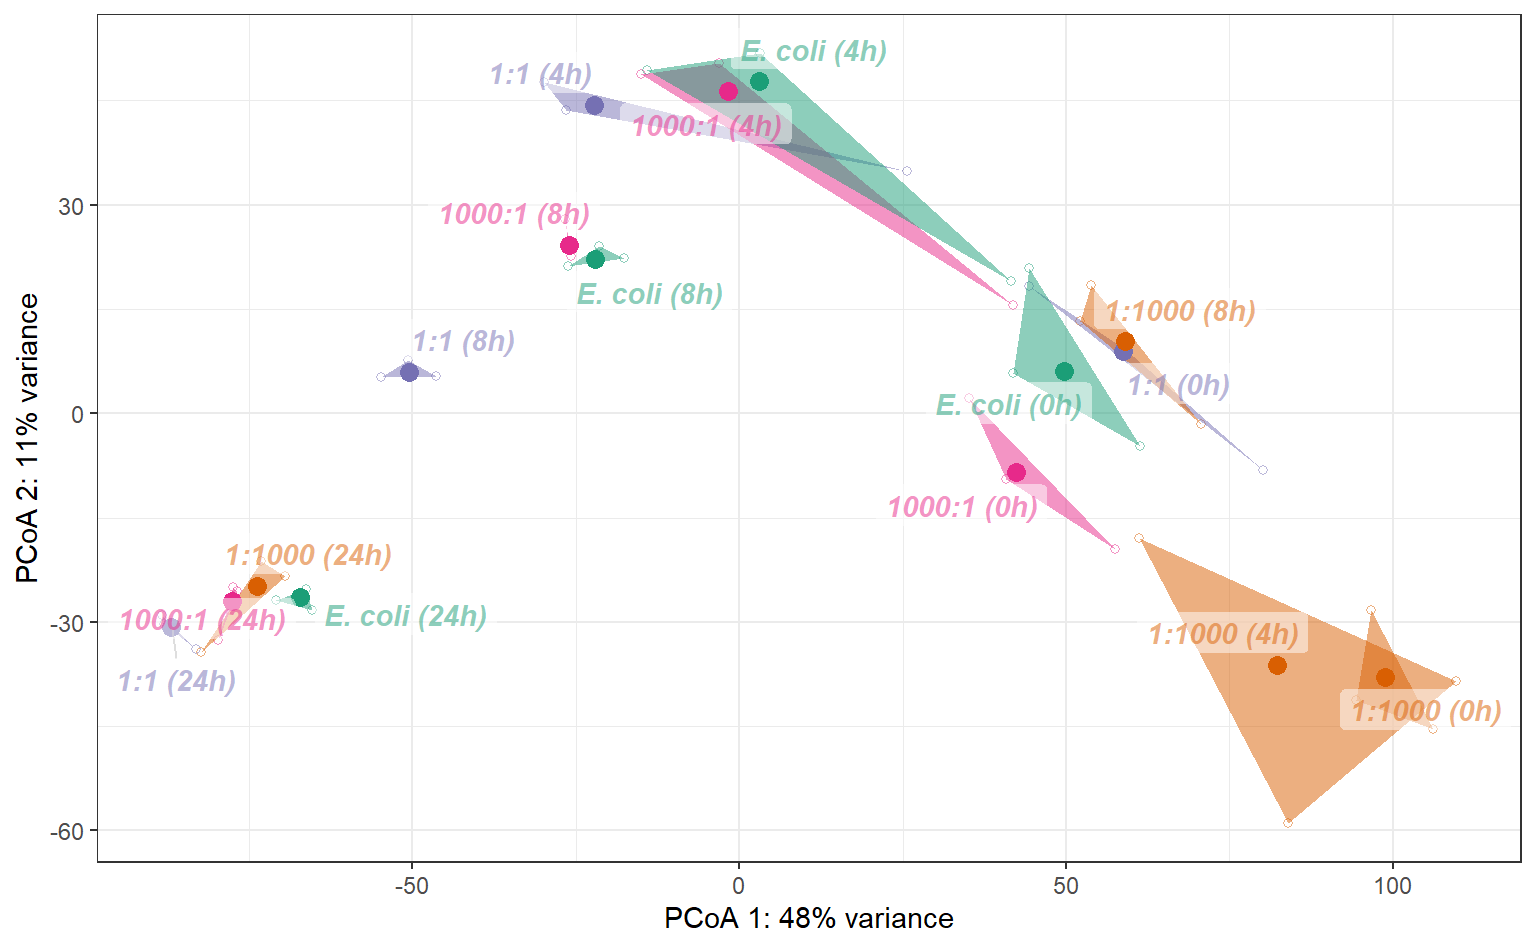 E. coli (4h)
1:1 (4h)
1000:1 (4h)
1000:1 (8h)
E. coli (8h)
1:1000 (8h)
1:1 (8h)
1:1 (0h)
E. coli (0h)
1000:1 (0h)
1:1000 (24h)
1000:1 (24h)
E. coli (24h)
1:1 (24h)
1:1000 (4h)
1:1000 (0h)
30
0
-30
-60
-50
0
50
100
PCoA 1: 48% variance
PCoA 2: 11% variance